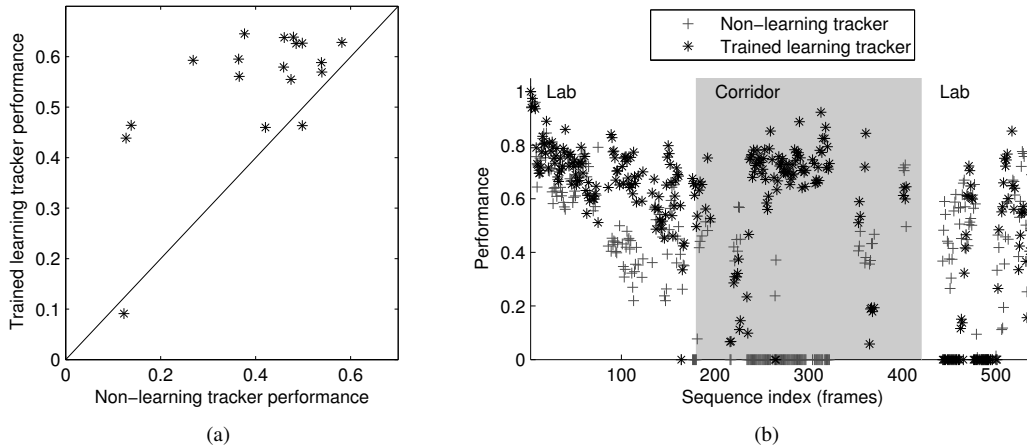 Trained learning tracker performance
0.6
0.5
0.4
0.3
0.2
0.1
0
0
0.2
0.4
0.6
Non−learning tracker performance
(a)
Non−learning tracker
Trained learning tracker
Performance
1
0.8
0.6
0.4
0.2
0
Lab
Corridor
Lab
100
200
300
400
500
Sequence index (frames)
(b)